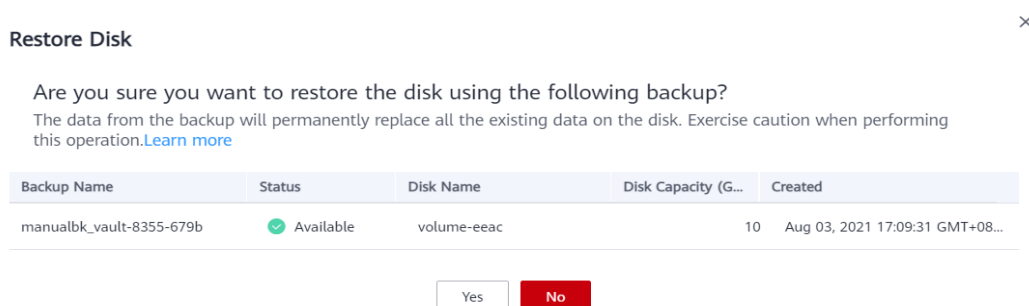 Restore Disk
Are you sure you want to restore the disk using the following backup?
The data from the backup will permanently replace all the existing data on the disk. Exercise caution when performing
this operation.Learn more
Backup Name Status Disk Name Disk Capacity (G... Created
manualbk_vault-8355-679b Available volume-eeac 10 Aug 03, 2021 17:09:31 GMT+08...
Yes No